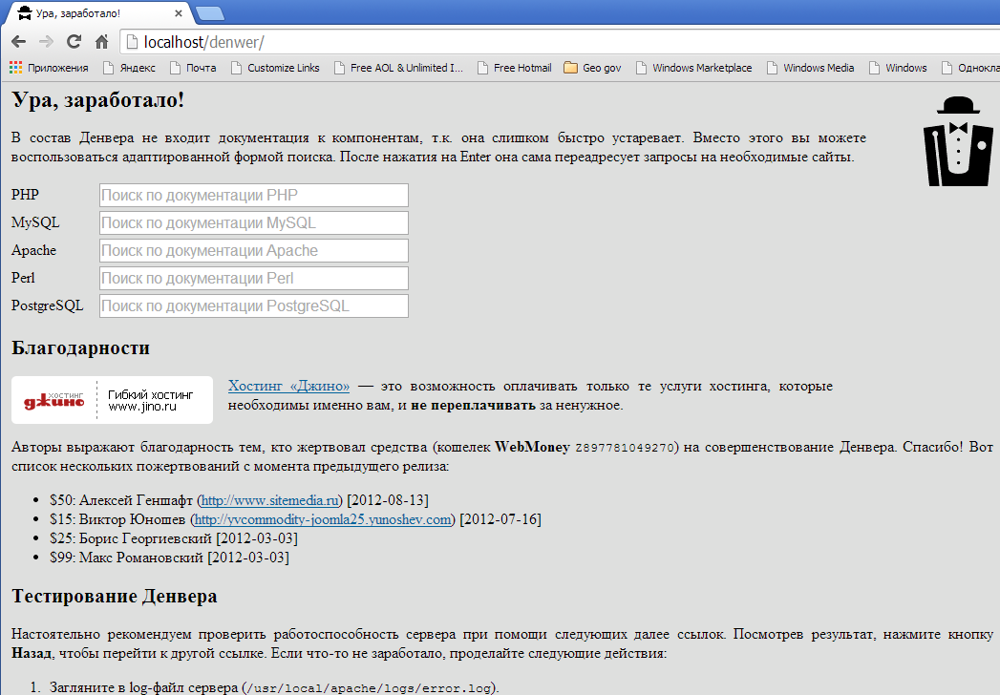 Ура, заработало!
localhost/denwer/
Приложения Яндекс Почта Customize Links Free AOL & Unlimited I... Free Hotmail Geo gov Windows Marketplace Windows Media Windows Однокла
Ура, заработало!
В состав Денвера не входит документация к компонентам, т.к. она слишком быстро устаревает. Вместо этого вы можете
воспользоваться адаптированной формой поиска. После нажатия на Enter она сама переадресует запросы на необходимые сайты.
PHP Поиск по документации PHP
MySQL Поиск по документации MySQL
Apache Поиск по документации Apache
Perl Поиск по документации Perl
PostgreSQL Поиск по документации PostgreSQL
Благодарности
джино хостинг Гибкий хостинг
www.jino.ru
Хостинг «Джино» — это возможность оплачивать только те услуги хостинга, которые
необходимы именно вам, и не переплачивать за ненужное.
Авторы выражают благодарность тем, кто жертвовал средства (кошелек WebMoney Z897781049270) на совершенствование Денвера. Спасибо! Вот
список нескольких пожертвований с момента предыдущего релиза:
• $50: Алексей Геншафт (http://www.sitemedia.ru) [2012-08-13]
• $15: Виктор Юношев (http://yvcommodity-joomla25.yunoshev.com) [2012-07-16]
• $25: Борис Георгиевский [2012-03-03]
• $99: Макс Романовский [2012-03-03]
Тестирование Денвера
Настоятельно рекомендуем проверить работоспособность сервера при помощи следующих далее ссылок. Посмотрев результат, нажмите кнопку
Назад, чтобы перейти к другой ссылке. Если что-то не заработало, проделайте следующие действия:
1. Загляните в log-файл сервера (/usr/local/apache/logs/error.log).